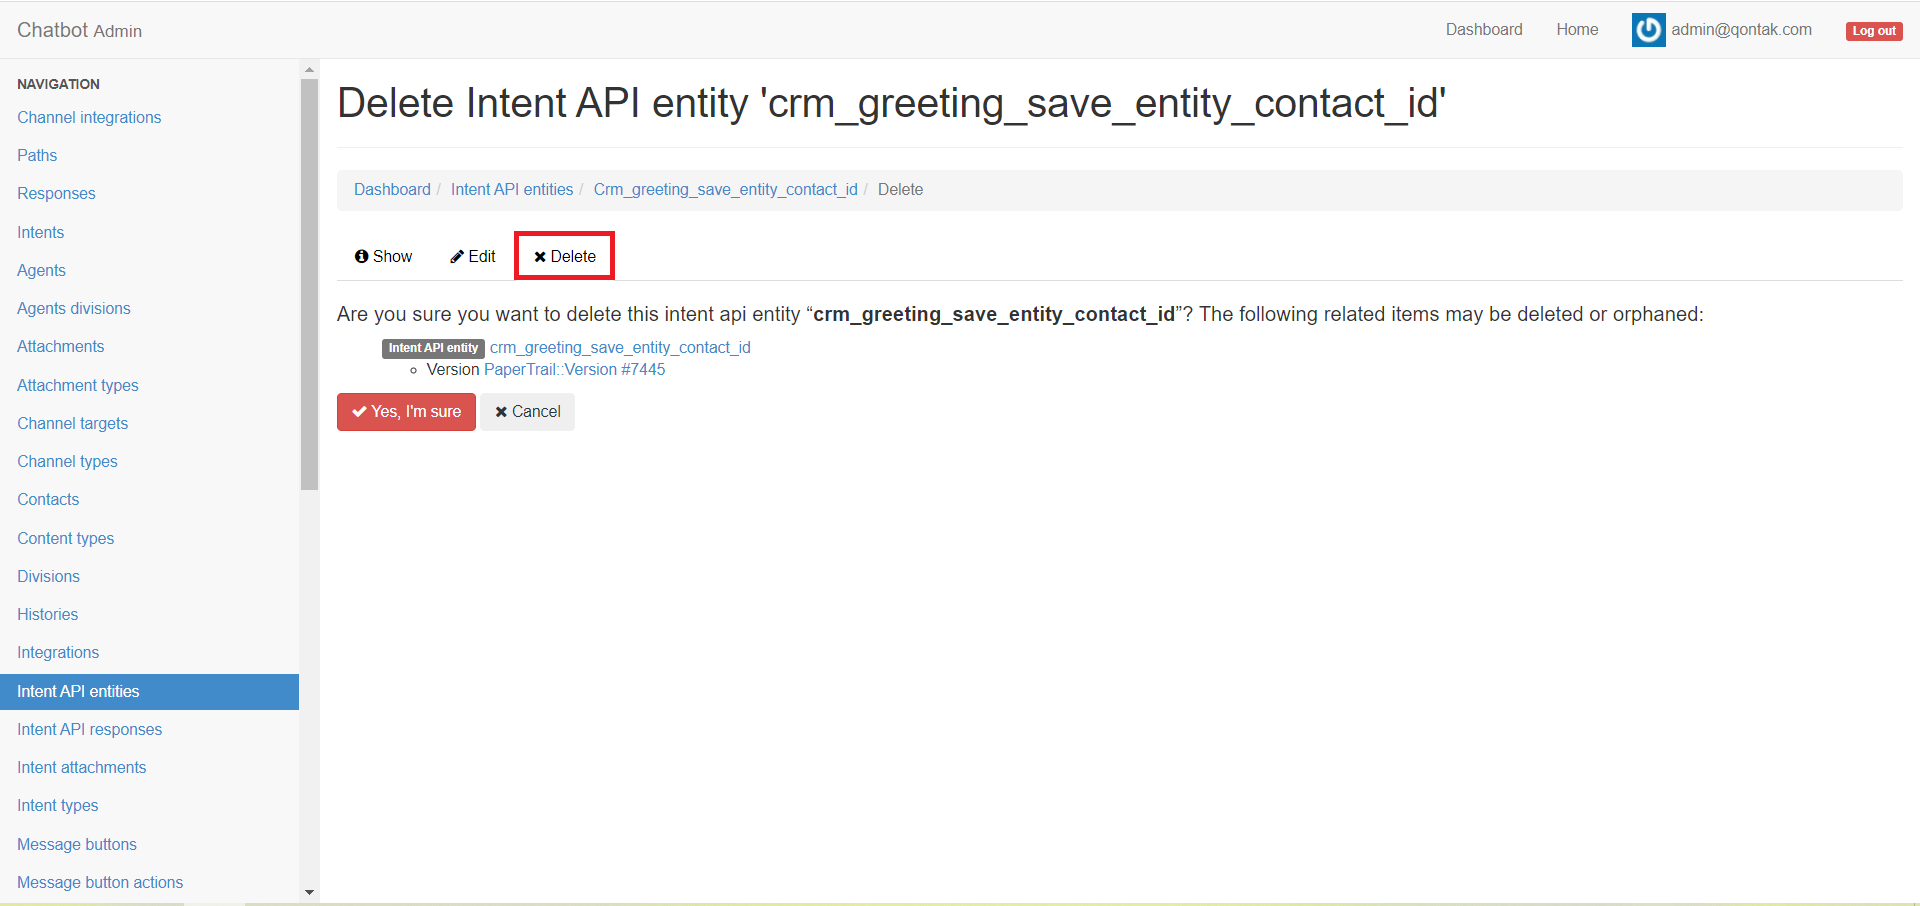 Chatbot Admin
Dashboard
Home
admin@qontak.com
Log out
NAVIGATION
Channel integrations
Paths
Responses
Intents
Agents
Agents divisions
Attachments
Attachment types
Channel targets
Channel types
Contacts
Content types
Divisions
Histories
Integrations
Intent API entities
Intent API responses
Intent attachments
Intent types
Message buttons
Message button actions
Delete Intent API entity 'crm_greeting_save_entity_contact_id'
Dashboard / Intent API entities / Crm_greeting_save_entity_contact_id / Delete
Show
Edit
Delete
Are you sure you want to delete this intent api entity “crm_greeting_save_entity_contact_id”? The following related items may be deleted or orphaned:
Intent API entity crm_greeting_save_entity_contact_id
Version PaperTrail::Version #7445
Yes, I'm sure
Cancel